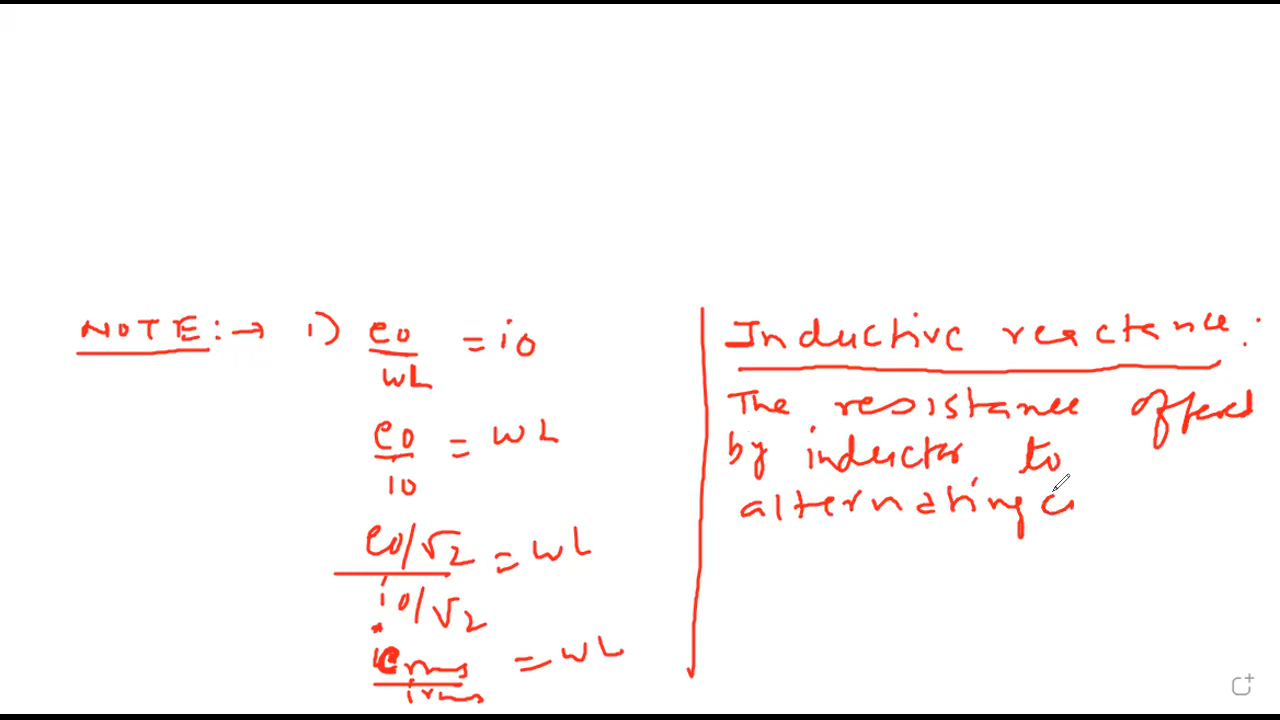 NOTE:→ 1) e0/wL = i0
e0/i0 = wL
e0/√2 / i0/√2 = wL
erms/irms = wL
Inductive reactance:
The resistance offered
by inductor to
alternating cu